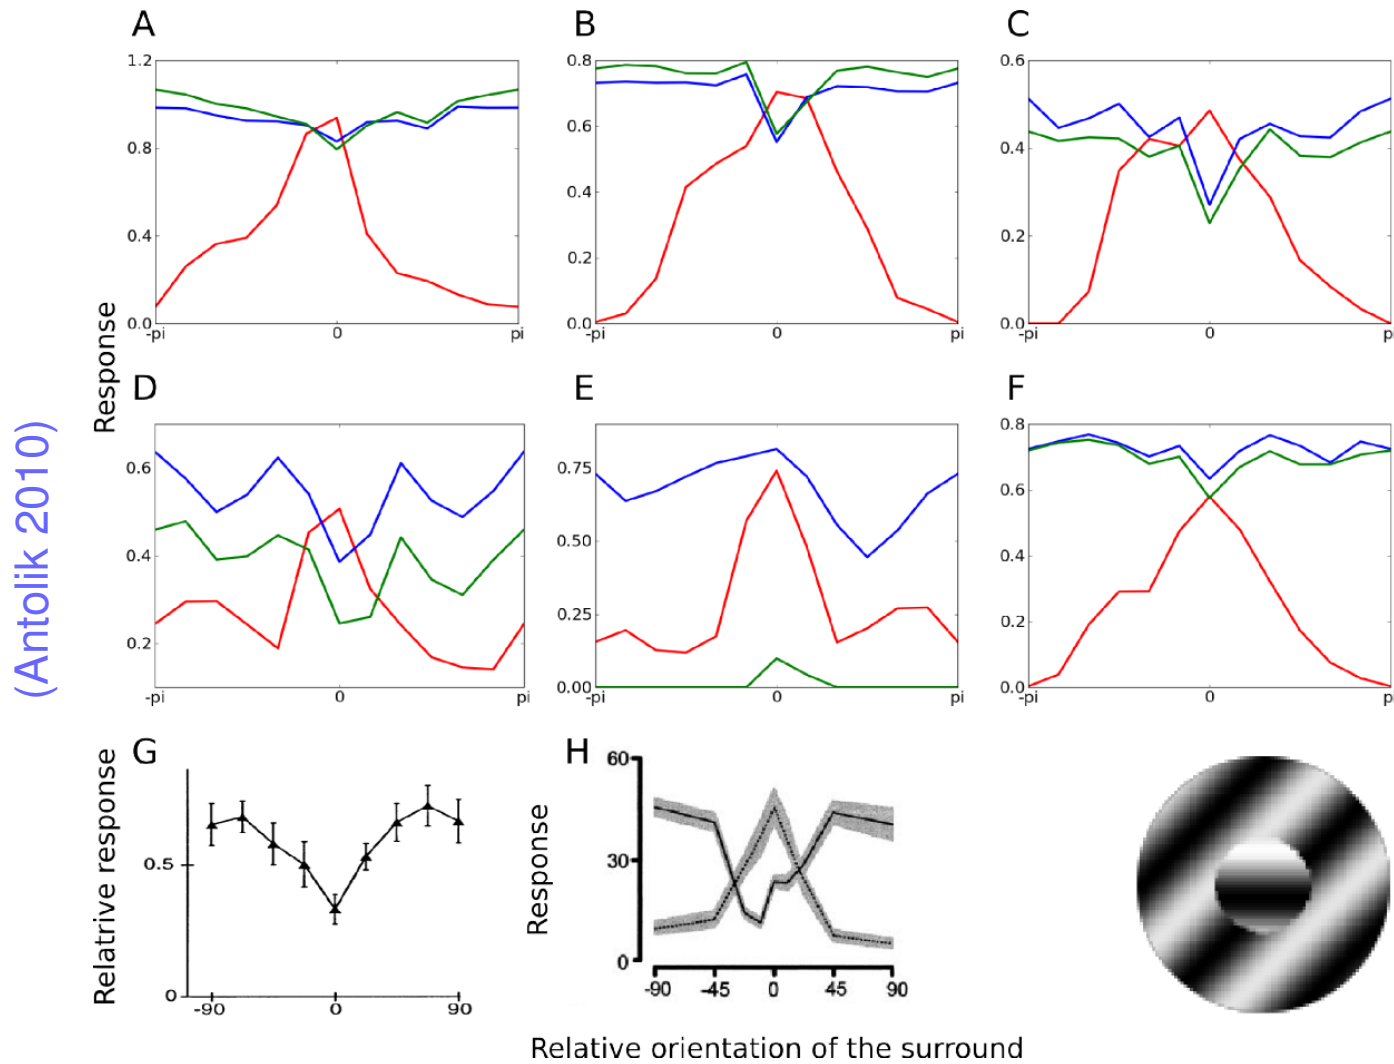 A
B
C
1.2
0.8
0.4
0.0
-pi
0
pi
0.8
0.6
0.4
0.2
0.0
-pi
0
pi
0.6
0.4
0.2
0.0
-pi
0
pi
Response
(Antolik 2010)
D
E
F
0.6
0.4
0.2
-pi
0
pi
0.75
0.50
0.25
0.00
-pi
0
pi
0.8
0.6
0.4
0.2
0.0
-pi
0
pi
G
H
Relatrive response
0.5
0
-90
0
90
Response
60
30
0
-90
-45
0
45
90
Relative orientation of the surround